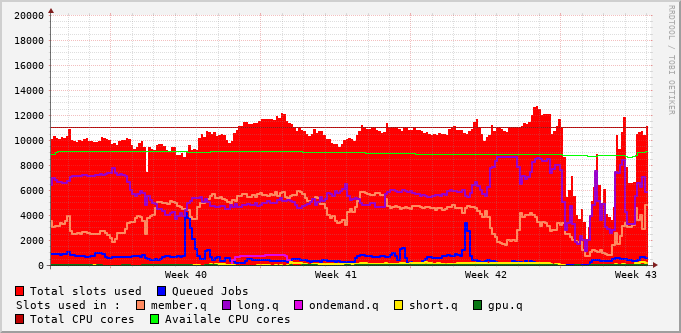 RRDTOOL / TOBI OETIKER
20000
18000
16000
14000
12000
10000
8000
6000
4000
2000
0
Week 40 Week 41 Week 42 Week 43
Total slots used Queued Jobs
Slots used in : member.q long.q ondemand.q short.q gpu.q
Total CPU cores Availale CPU cores